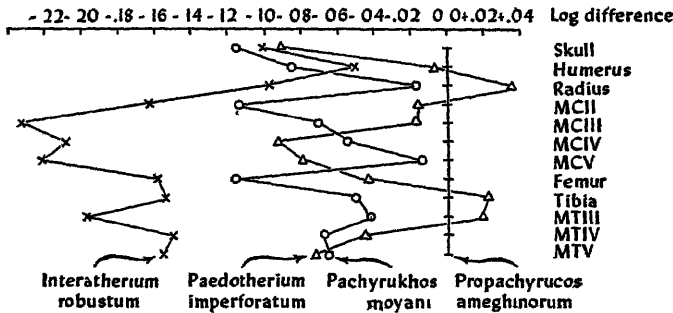 - 22- - 20 -.18 - 16 - 14 - 12 -10 -.08 -06 -04-.02 0 0+.02+.04 Log difference
Skull
Humerus
Radius
MCII
MCIII
MCIV
MCV
Femur
Tibia
MTIII
MTIV
MTV
Interatherium Paedotherium Pachyrukhos Propachyrucos
robustum imperforatum moyani ameghinorum